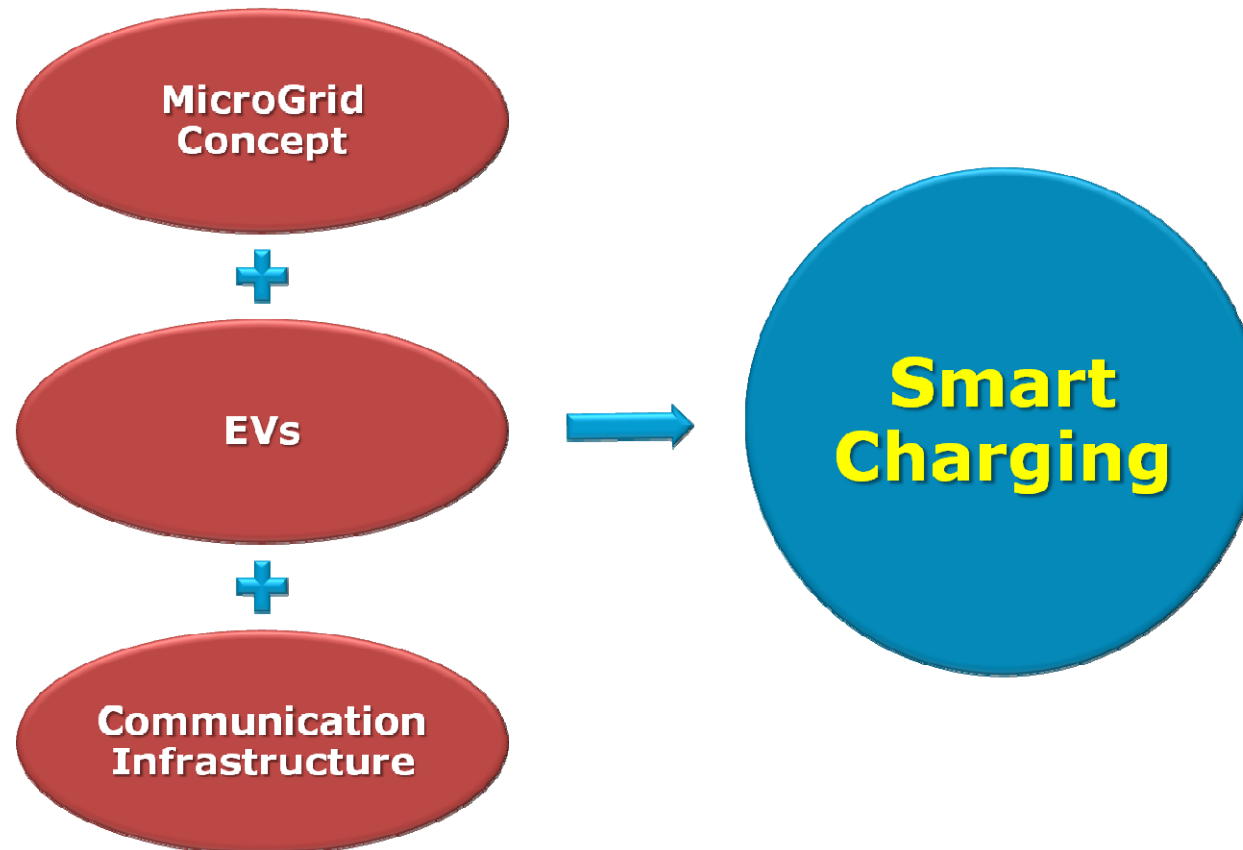 MicroGrid
Concept
EVs
Communication
Infrastructure
Smart
Charging